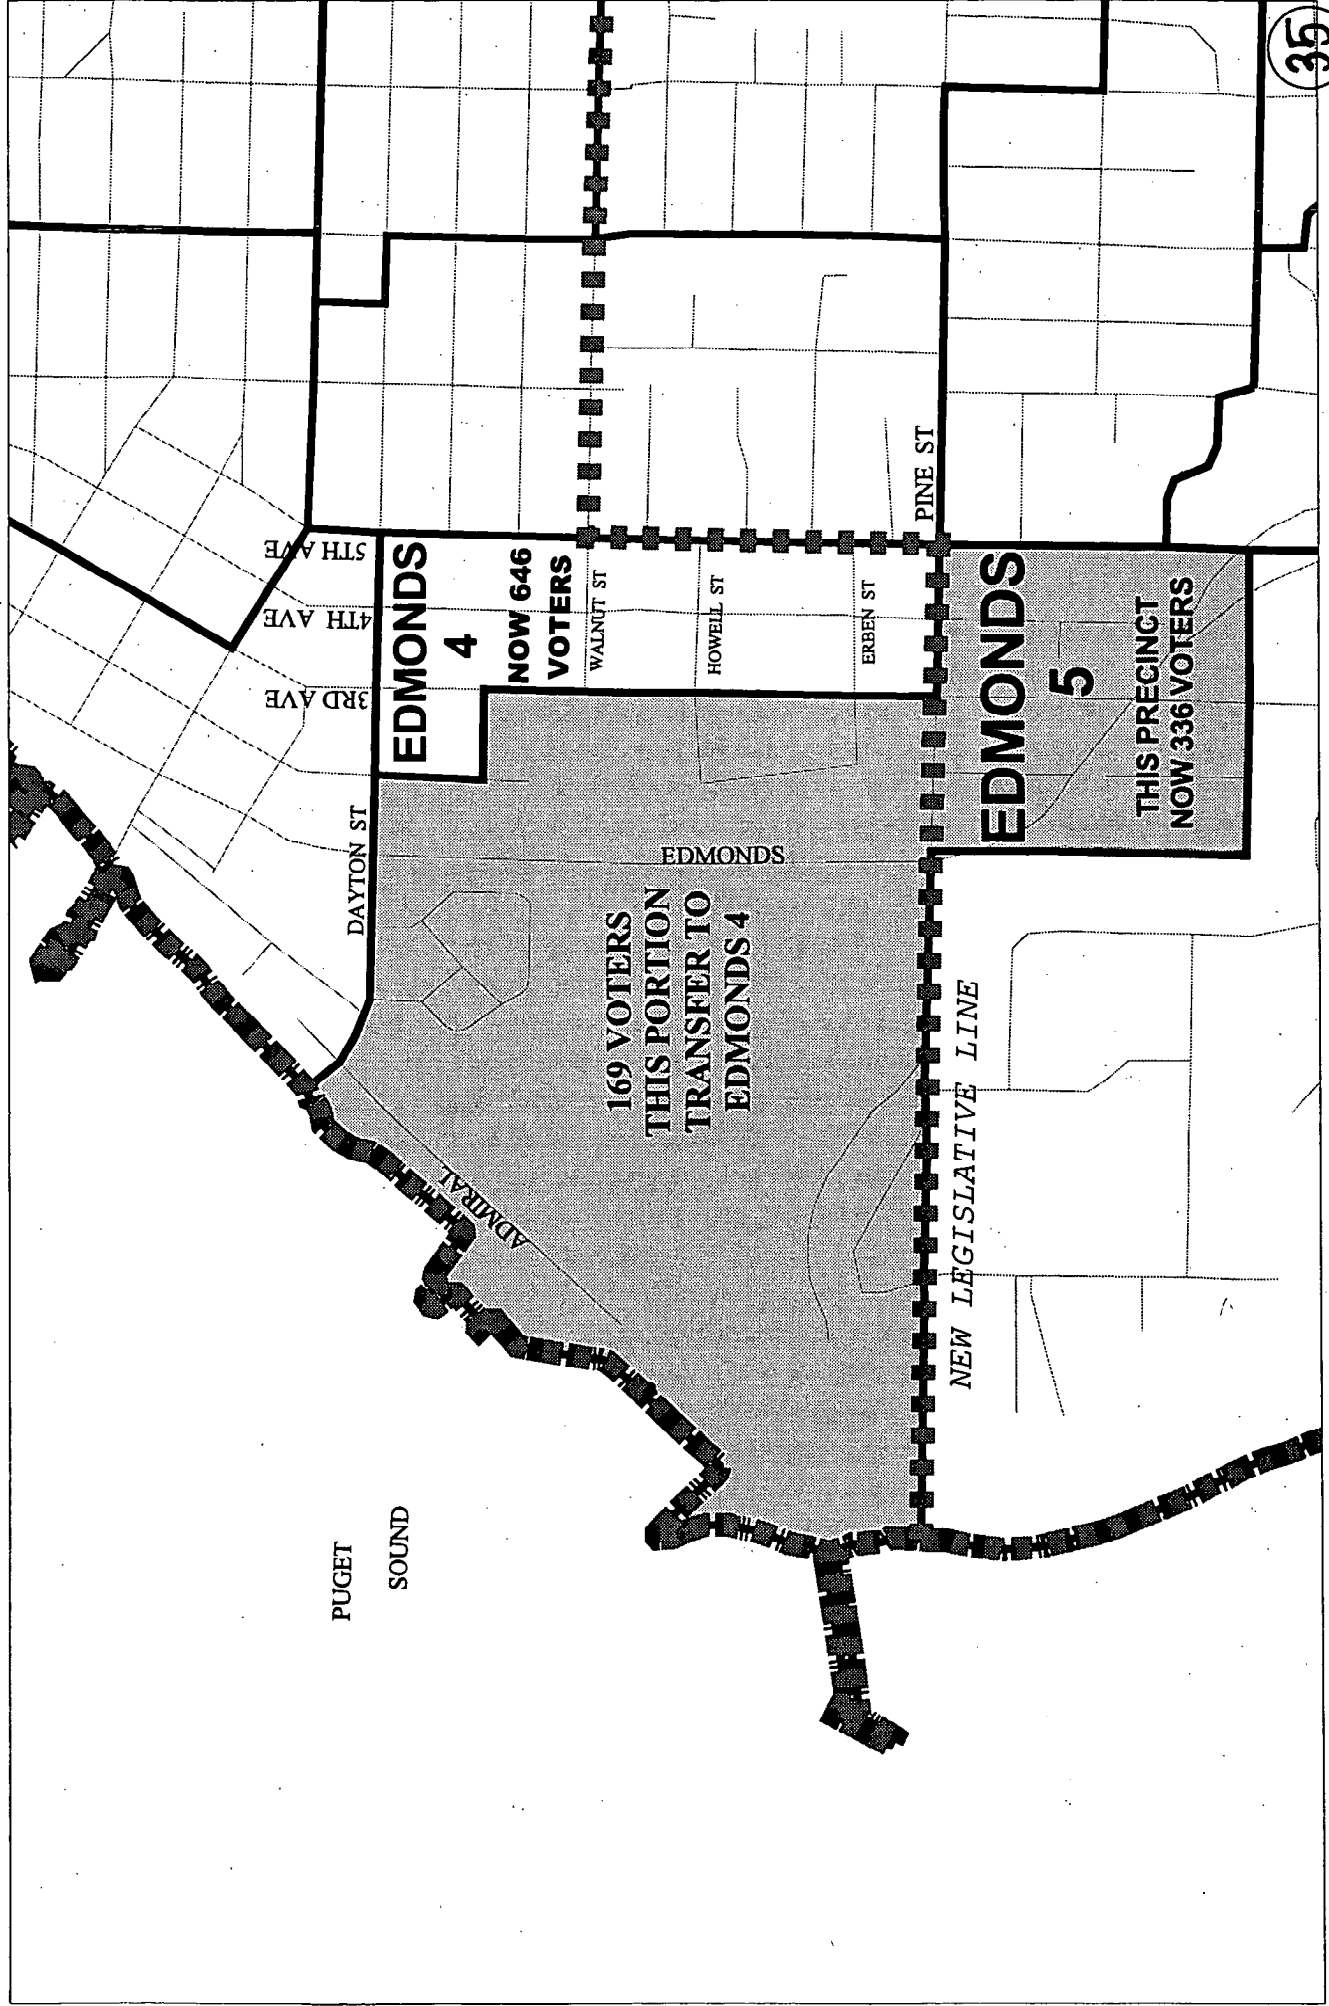 35
5TH AVE
4TH AVE
3RD AVE
DAYTON ST
EDMONDS
4
NOW 646
VOTERS
WALNUT ST
HOWELL ST
ERBEN ST
PINE ST
EDMONDS
5
THIS PRECINCT
NOW 336 VOTERS
EDMONDS
169 VOTERS
THIS PORTION
TRANSFER TO
EDMONDS 4
ADMIRAL
NEW LEGISLATIVE LINE
PUGET
SOUND